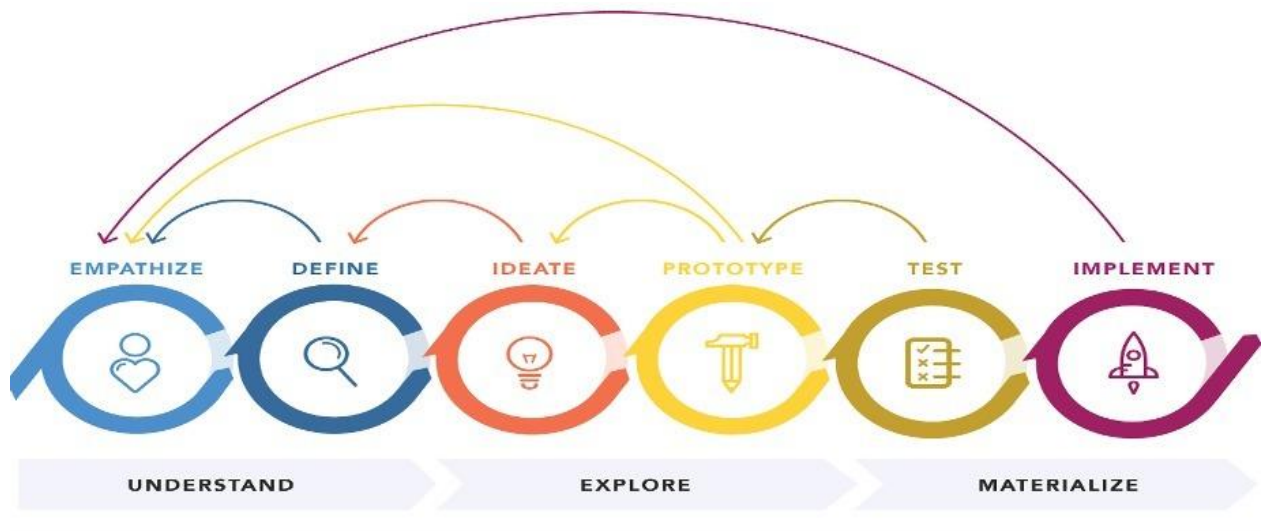 EMPATHIZE DEFINE IDEATE PROTOTYPE TEST IMPLEMENT
UNDERSTAND EXPLORE MATERIALIZE